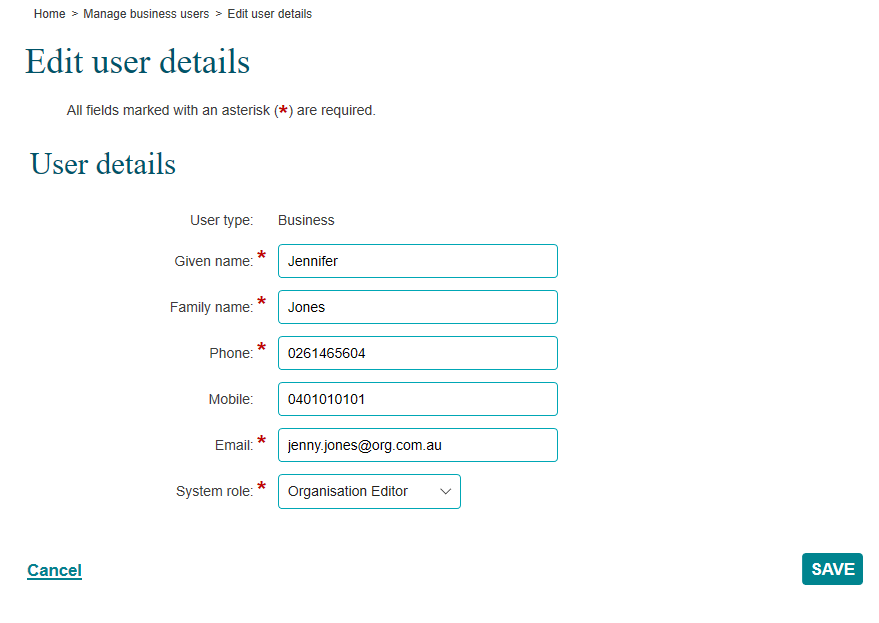 Home > Manage business users > Edit user details
Edit user details
All fields marked with an asterisk (*) are required.
User details
User type: Business
Given name: * Jennifer
Family name: * Jones
Phone: * 0261465604
Mobile: 0401010101
Email: * jenny.jones@org.com.au
System role: * Organisation Editor
Cancel SAVE